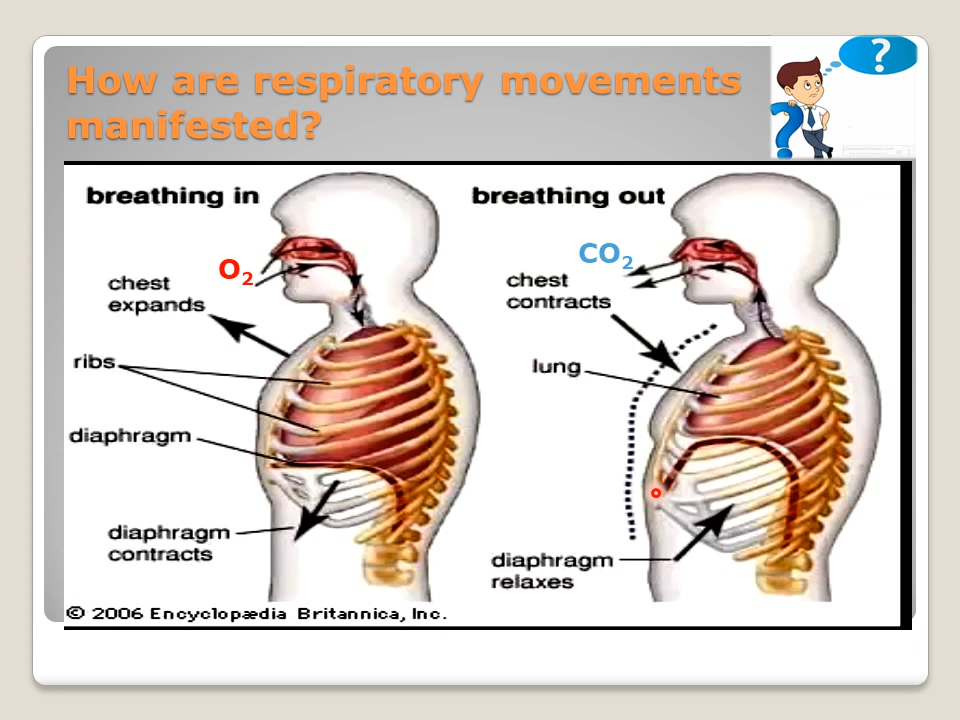 How are respiratory movements
manifested?
?
?
breathing in
O₂
chest
expands
ribs
diaphragm
diaphragm
contracts
breathing out
CO₂
chest
contracts
lung
diaphragm
relaxes
© 2006 Encyclopædia Britannica, Inc.